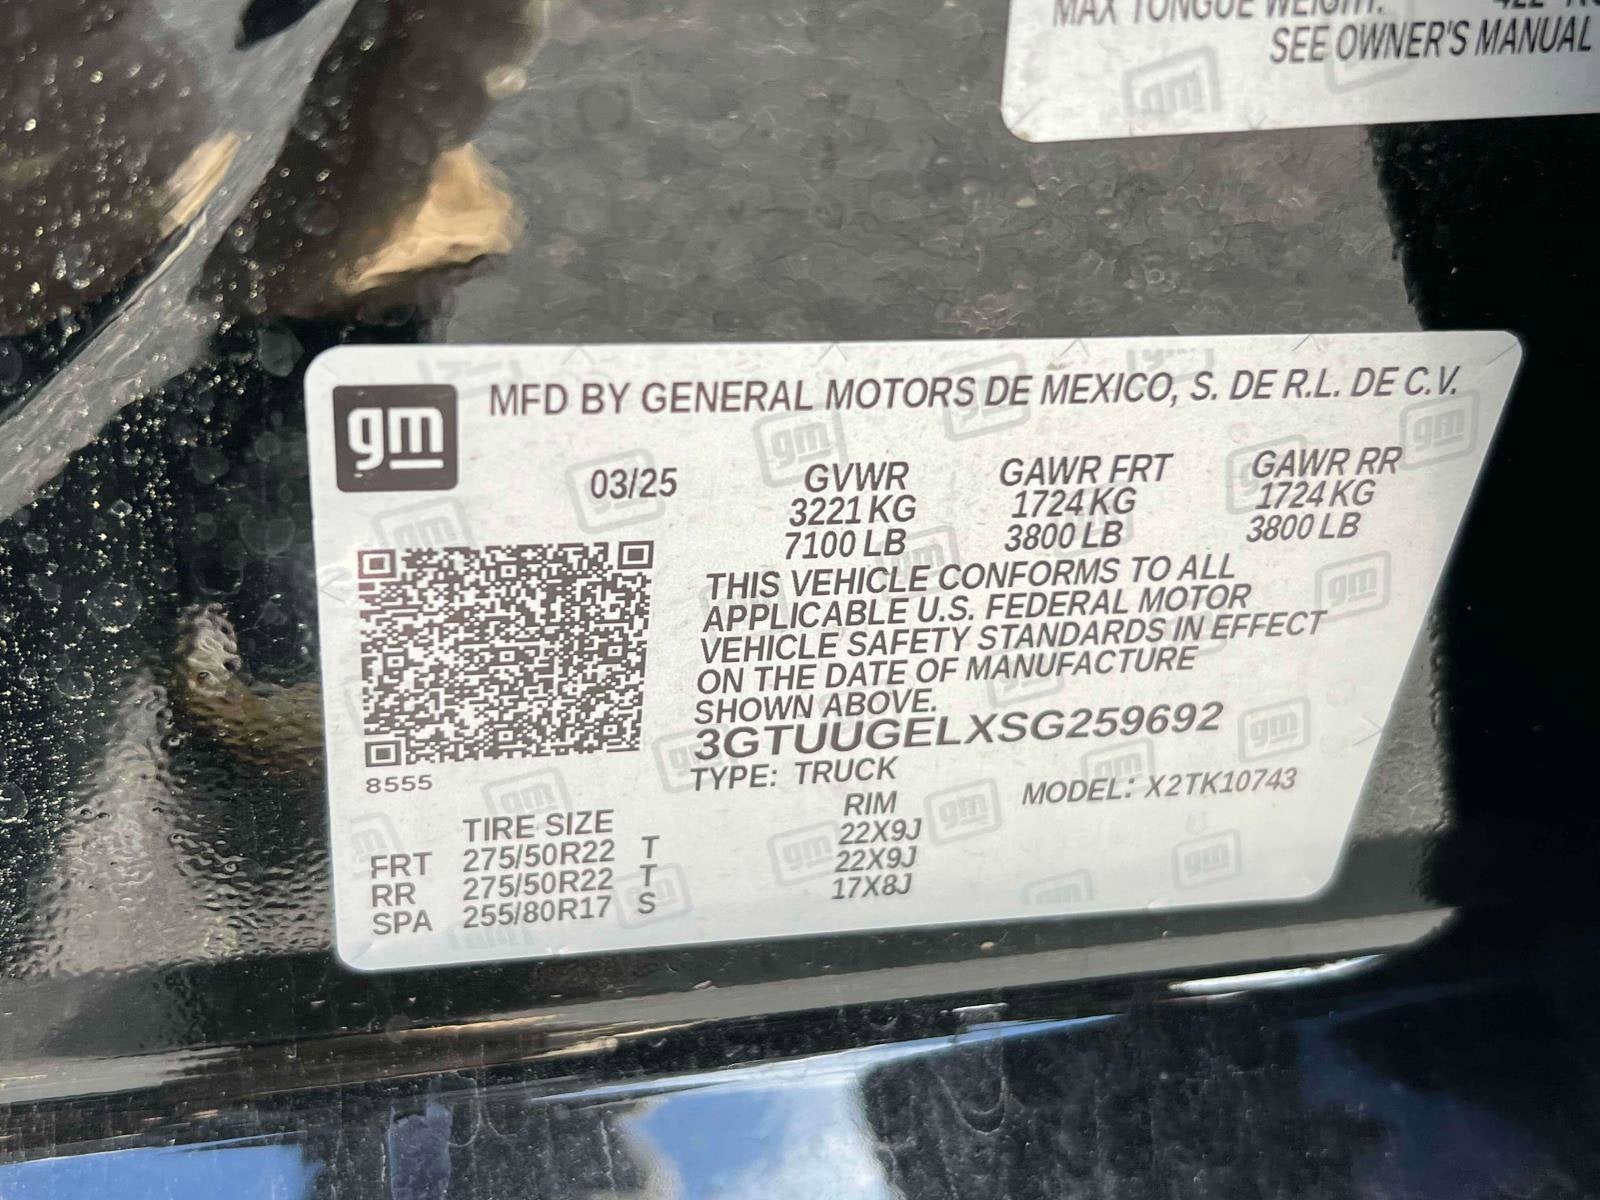 MAX TONGUE WEIGHT:
SEE OWNER'S MANUAL
gm
MFD BY GENERAL MOTORS DE MEXICO, S. DE R.L. DE C.V.
03/25 GVWR GAWR FRT GAWR RR
3221 KG 1724 KG 1724 KG
7100 LB 3800 LB 3800 LB
THIS VEHICLE CONFORMS TO ALL
APPLICABLE U.S. FEDERAL MOTOR
VEHICLE SAFETY STANDARDS IN EFFECT
ON THE DATE OF MANUFACTURE
SHOWN ABOVE.
3GTUUGELXSG259692
8555
TYPE: TRUCK MODEL: X2TK10743
TIRE SIZE RIM
FRT 275/50R22 T 22X9J
RR 275/50R22 T 22X9J
SPA 255/80R17 S 17X8J